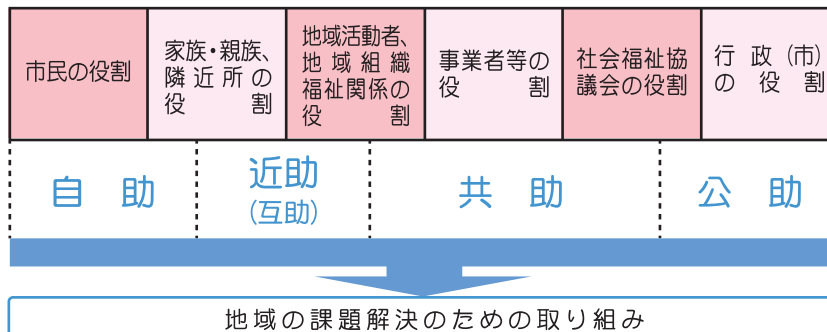 市民の役割
家族・親族、
隣近所の
役割
地域活動者、
地域組織
福祉関係の
役割
事業者等の
役割
社会福祉協
議会の役割
行政（市）
の役割
自助
近助
（互助）
共助
公助
地域の課題解決のための取り組み